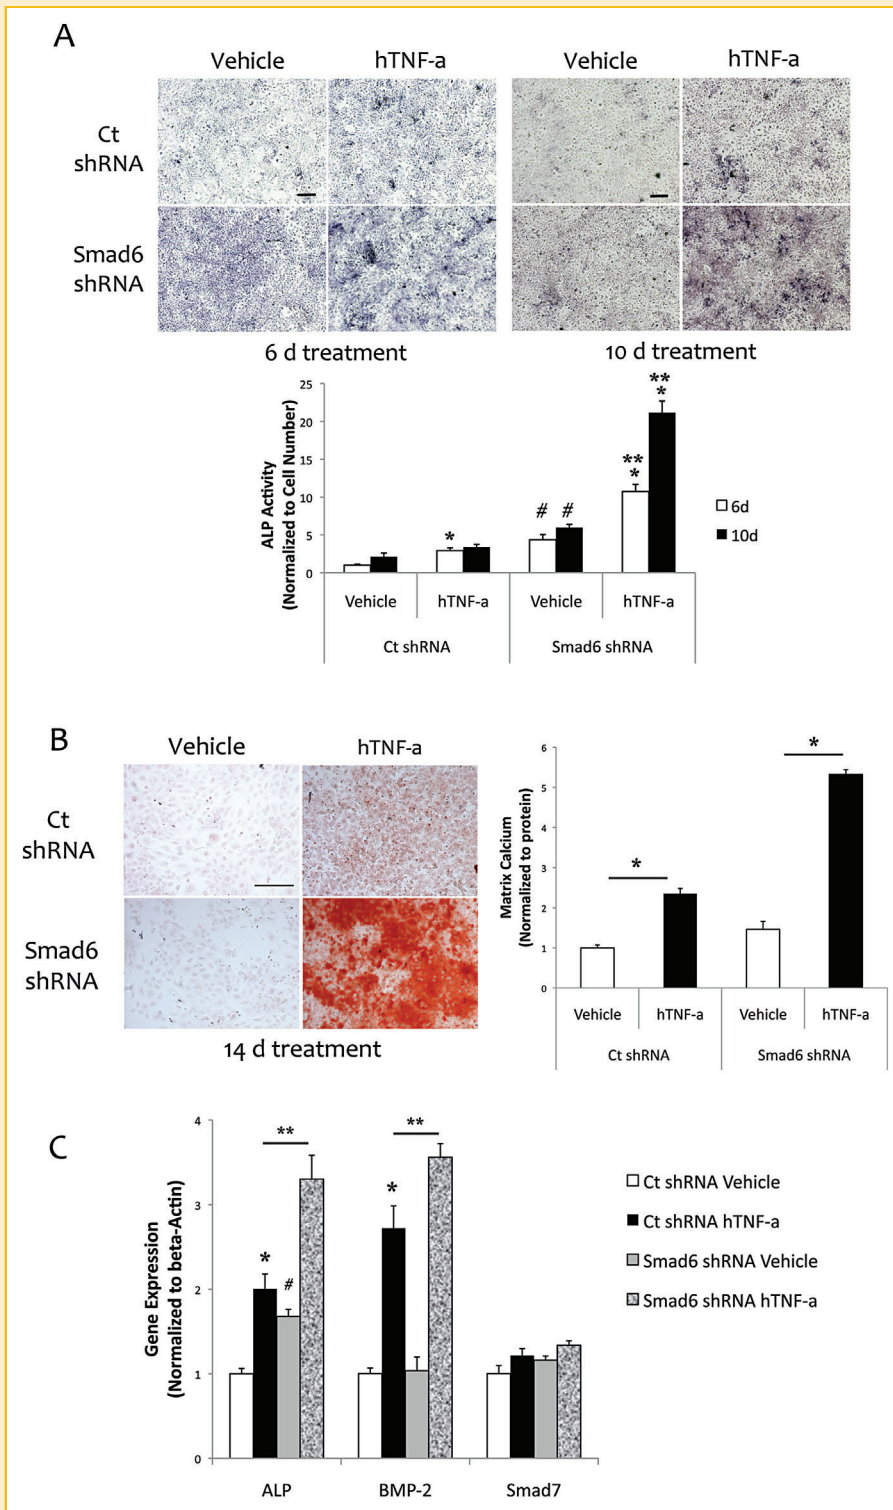 A
Vehicle hTNF-a Vehicle hTNF-a
Ct
shRNA
Smad6
shRNA
6 d treatment 10 d treatment
ALP Activity
(Normalized to Cell Number)
25
20
15
10
5
0
*
# #
**
*
**
*
6d
10d
Vehicle hTNF-a Vehicle hTNF-a
Ct shRNA Smad6 shRNA
B
Vehicle hTNF-a
Ct
shRNA
Smad6
shRNA
14 d treatment
Matrix Calcium
(Normalized to protein)
6
5
4
3
2
1
0
*
*
Vehicle hTNF-a Vehicle hTNF-a
Ct shRNA Smad6 shRNA
C
Gene Expression
(Normalized to beta-Actin)
4
3
2
1
0
** **
* # *
Ct shRNA Vehicle
Ct shRNA hTNF-a
Smad6 shRNA Vehicle
Smad6 shRNA hTNF-a
ALP BMP-2 Smad7